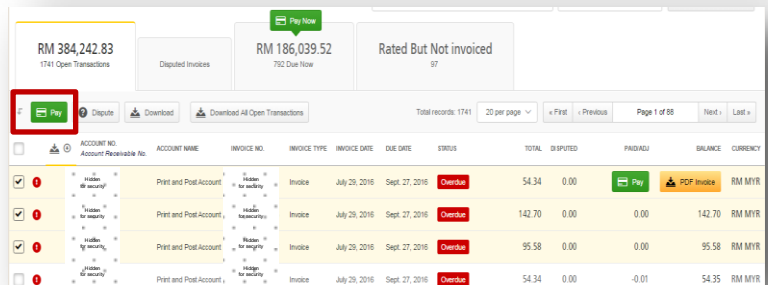 Pay Now
RM 384,242.83
1741 Open Transactions
Disputed Invoices
RM 186,039.52
792 Due Now
Rated But Not invoiced
97
Pay
Dispute
Download
Download All Open Transactions
Total records: 1741
20 per page
« First
‹ Previous
Page 1 of 88
Next ›
Last »
ACCOUNT NO. Account Receivable No. ACCOUNT NAME INVOICE NO. INVOICE TYPE INVOICE DATE DUE DATE STATUS TOTAL DISPUTED PAID/ADJ BALANCE CURRENCY
Hidden for security Print and Post Account Hidden for security Invoice July 29, 2016 Sept. 27, 2016 Overdue 54.34 0.00 Pay PDF Invoice RM MYR
Hidden for security Print and Post Account Hidden for security Invoice July 29, 2016 Sept. 27, 2016 Overdue 142.70 0.00 0.00 142.70 RM MYR
Hidden for security Print and Post Account Hidden for security Invoice July 29, 2016 Sept. 27, 2016 Overdue 95.58 0.00 0.00 95.58 RM MYR
Hidden for security Print and Post Account Hidden for security Invoice July 29, 2016 Sept. 27, 2016 Overdue 54.34 0.00 -0.01 54.35 RM MYR